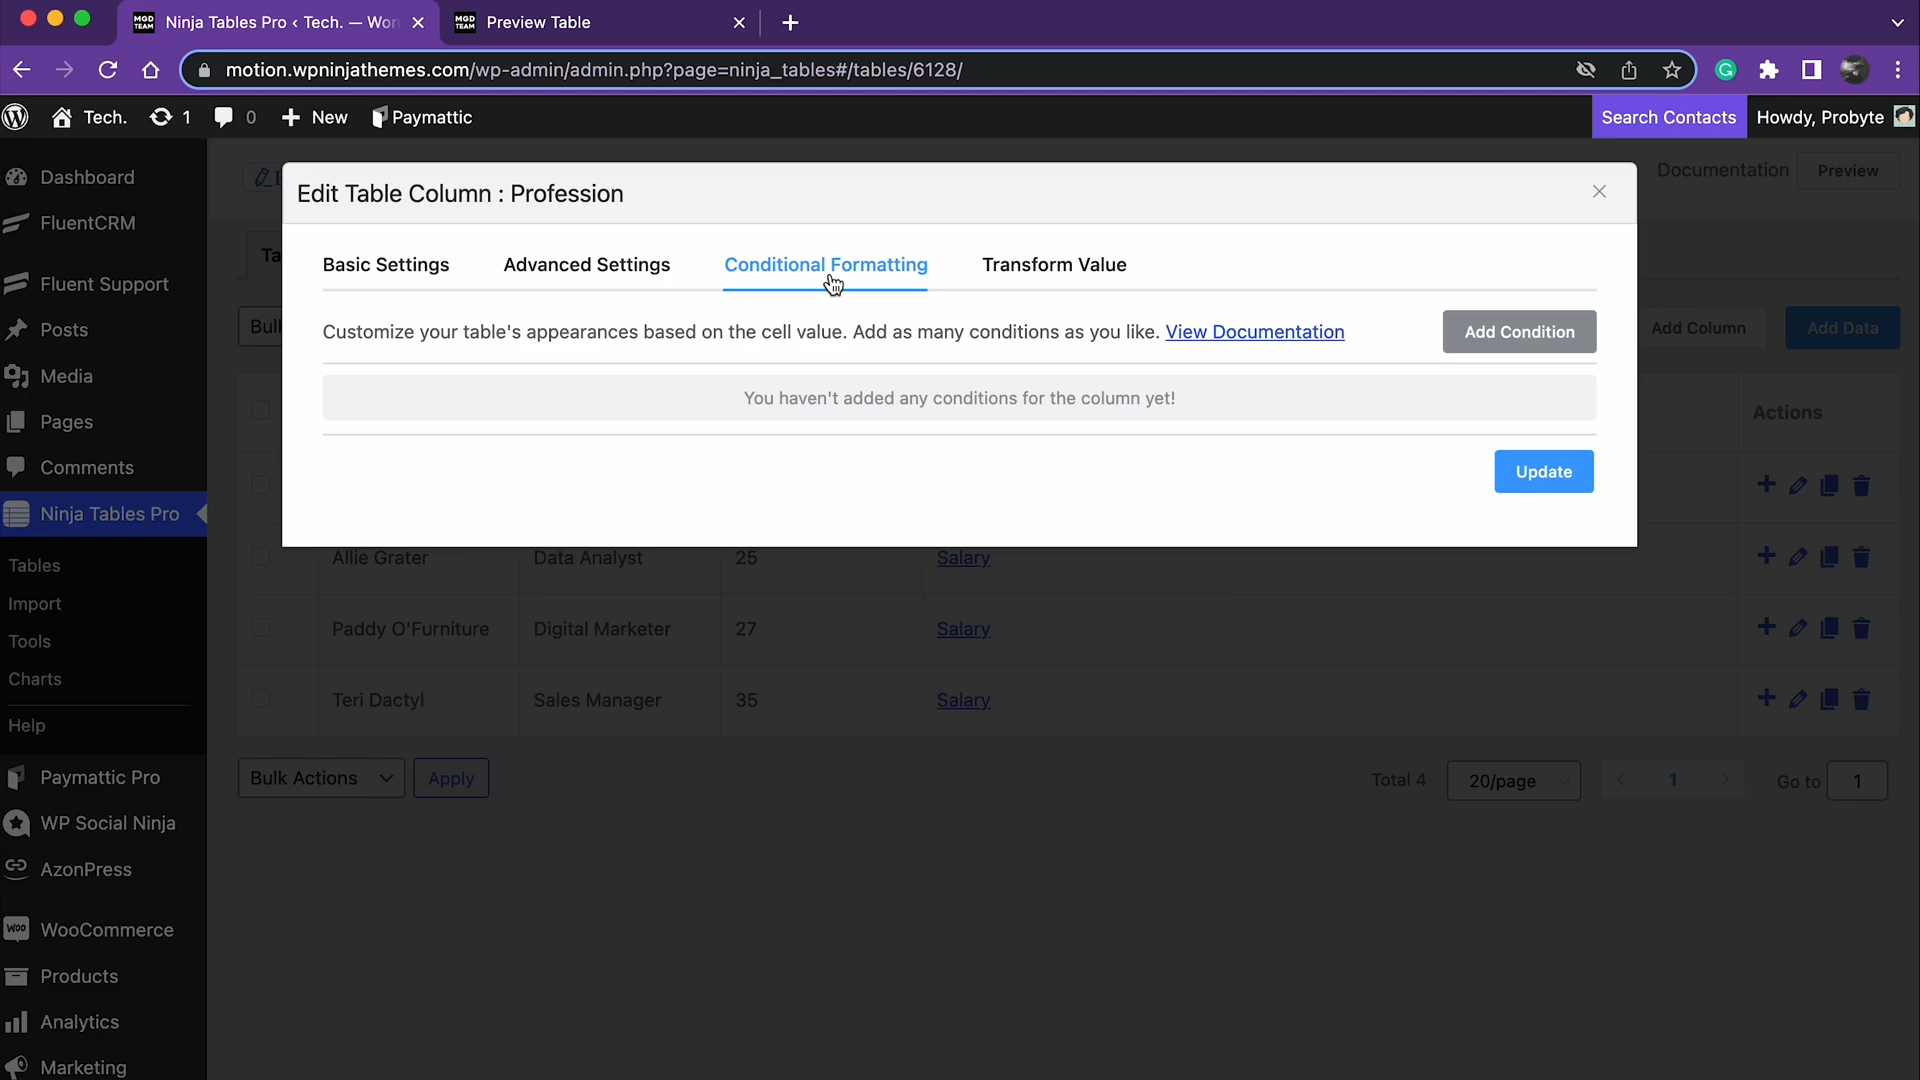 MGD TEAM Ninja Tables Pro ‹ Tech. — Wor
MGD TEAM Preview Table
motion.wpninjathemes.com/wp-admin/admin.php?page=ninja_tables#/tables/6128/
Tech. 1 0 New Paymattic
Search Contacts Howdy, Probyte
Dashboard
FluentCRM
Fluent Support
Posts
Media
Pages
Comments
Ninja Tables Pro
Tables
Import
Tools
Charts
Help
Paymattic Pro
WP Social Ninja
AzonPress
Woo WooCommerce
Products
Analytics
Marketing
Documentation Preview
Edit Table Column : Profession
Ta
Basic Settings Advanced Settings Conditional Formatting Transform Value
Bul
Customize your table's appearances based on the cell value. Add as many conditions as you like. View Documentation Add Condition
Add Column Add Data
You haven't added any conditions for the column yet!
Actions
Update
Allie Grater Data Analyst 25 Salary
Paddy O'Furniture Digital Marketer 27 Salary
Teri Dactyl Sales Manager 35 Salary
Bulk Actions Apply Total 4 20/page 1 Go to 1